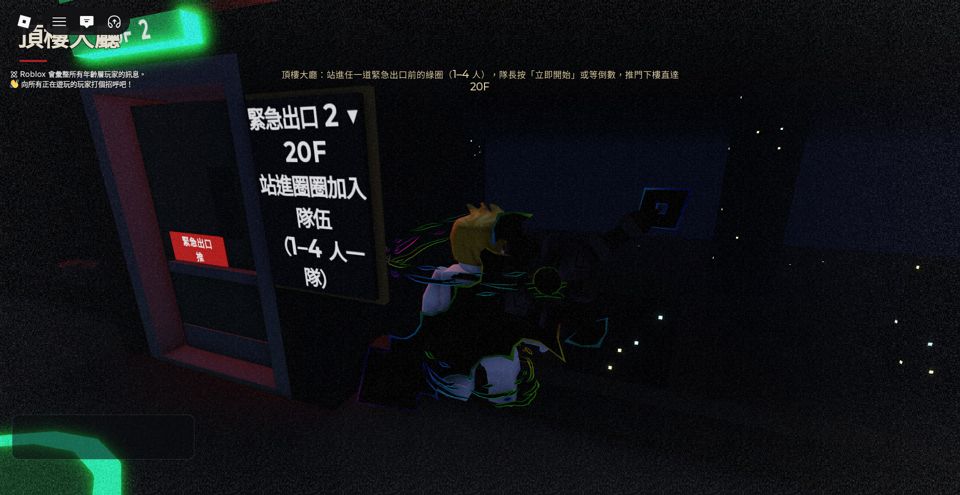 頂樓大廳
2
Roblox 會彙整所有年齡層玩家的訊息。
向所有正在遊玩的玩家打個招呼吧！
頂樓大廳：站進任一道緊急出口前的綠圈（1–4 人），隊長按「立即開始」或等倒數，推門下樓直達
20F
緊急出口 2 ▼
20F
站進圈圈加入
隊伍
（1–4 人一
隊）
緊急出口
推